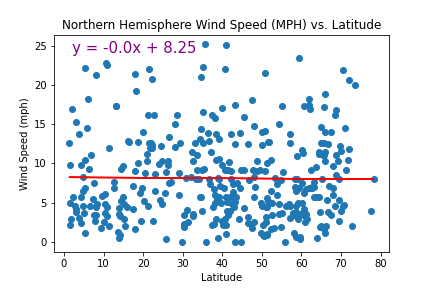 Northern Hemisphere Wind Speed (MPH) vs. Latitude
y = -0.0x + 8.25
Wind Speed (mph)
25
20
15
10
5
0
0 10 20 30 40 50 60 70 80
Latitude